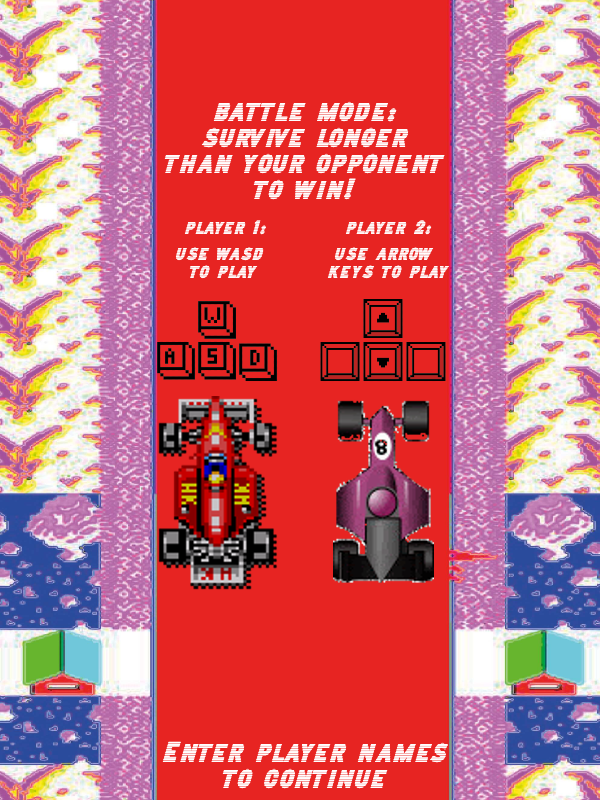 BATTLE MODE:
SURVIVE LONGER
THAN YOUR OPPONENT
TO WIN!
PLAYER 1:
PLAYER 2:
USE WASD
TO PLAY
USE ARROW
KEYS TO PLAY
W
A S D
8
ENTER PLAYER NAMES
TO CONTINUE